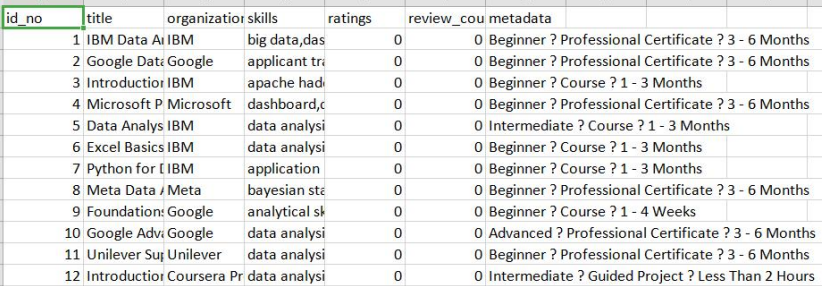 id_no title organization skills ratings review_cou metadata
1 IBM Data Ar IBM big data,das 0 0 Beginner ? Professional Certificate ? 3 - 6 Months
2 Google Data Google applicant tra 0 0 Beginner ? Professional Certificate ? 3 - 6 Months
3 Introduction IBM apache had 0 0 Beginner ? Course ? 1 - 3 Months
4 Microsoft P Microsoft dashboard,c 0 0 Beginner ? Professional Certificate ? 3 - 6 Months
5 Data Analys IBM data analysi 0 0 Intermediate ? Course ? 1 - 3 Months
6 Excel Basics IBM data analysi 0 0 Beginner ? Course ? 1 - 3 Months
7 Python for D IBM application 0 0 Beginner ? Course ? 1 - 3 Months
8 Meta Data A Meta bayesian sta 0 0 Beginner ? Professional Certificate ? 3 - 6 Months
9 Foundations Google analytical sk 0 0 Beginner ? Course ? 1 - 4 Weeks
10 Google Adva Google data analysi 0 0 Advanced ? Professional Certificate ? 3 - 6 Months
11 Unilever Sup Unilever data analysi 0 0 Beginner ? Professional Certificate ? 3 - 6 Months
12 Introduction Coursera Pr data analysi 0 0 Intermediate ? Guided Project ? Less Than 2 Hours